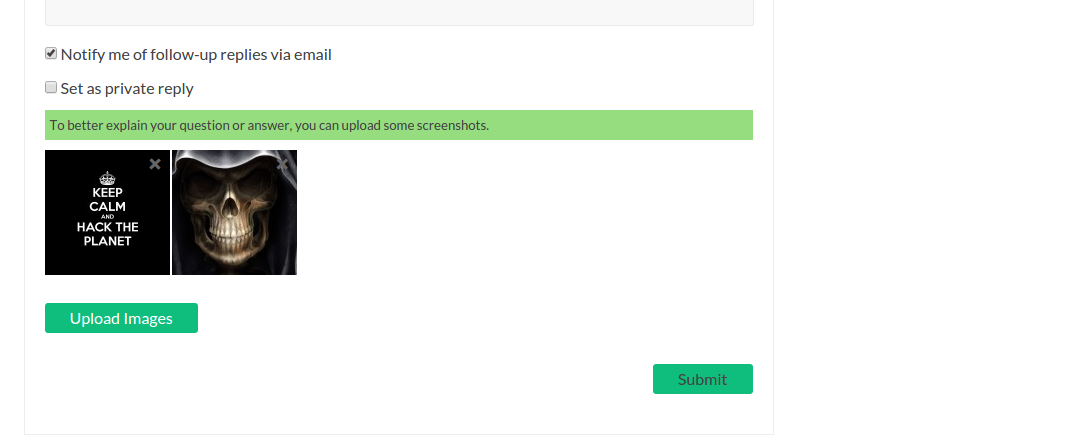 Notify me of follow-up replies via email
Set as private reply
To better explain your question or answer, you can upload some screenshots.
KEEP
CALM
AND
HACK THE
PLANET
Upload Images
Submit